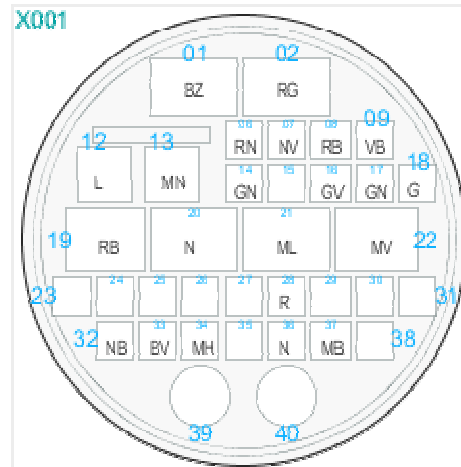 X001
01 02
BZ RG
06 07 08 09
RN NV RB VB
12 13
14 15 16 17 18
L MN GN GV GN G
20 21
19 RB N ML MV 22
23 24 25 26 27 28 29 30 31
R
32 33 34 35 36 37 38
NB BV MH N MB
39 40